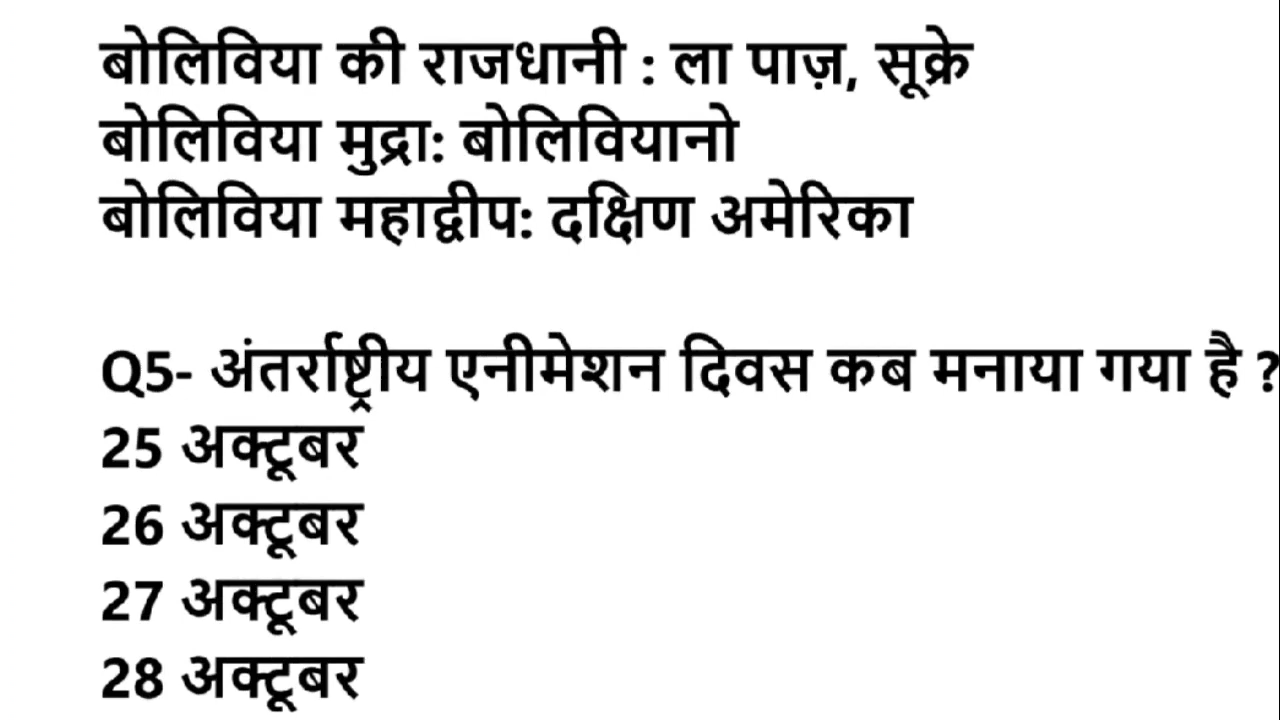 बोलिविया की राजधानी : ला पाज़, सूक्रे
बोलिविया मुद्रा: बोलिवियानो
बोलिविया महाद्वीप: दक्षिण अमेरिका
Q5- अंतर्राष्ट्रीय एनीमेशन दिवस कब मनाया गया है ?
25 अक्टूबर
26 अक्टूबर
27 अक्टूबर
28 अक्टूबर